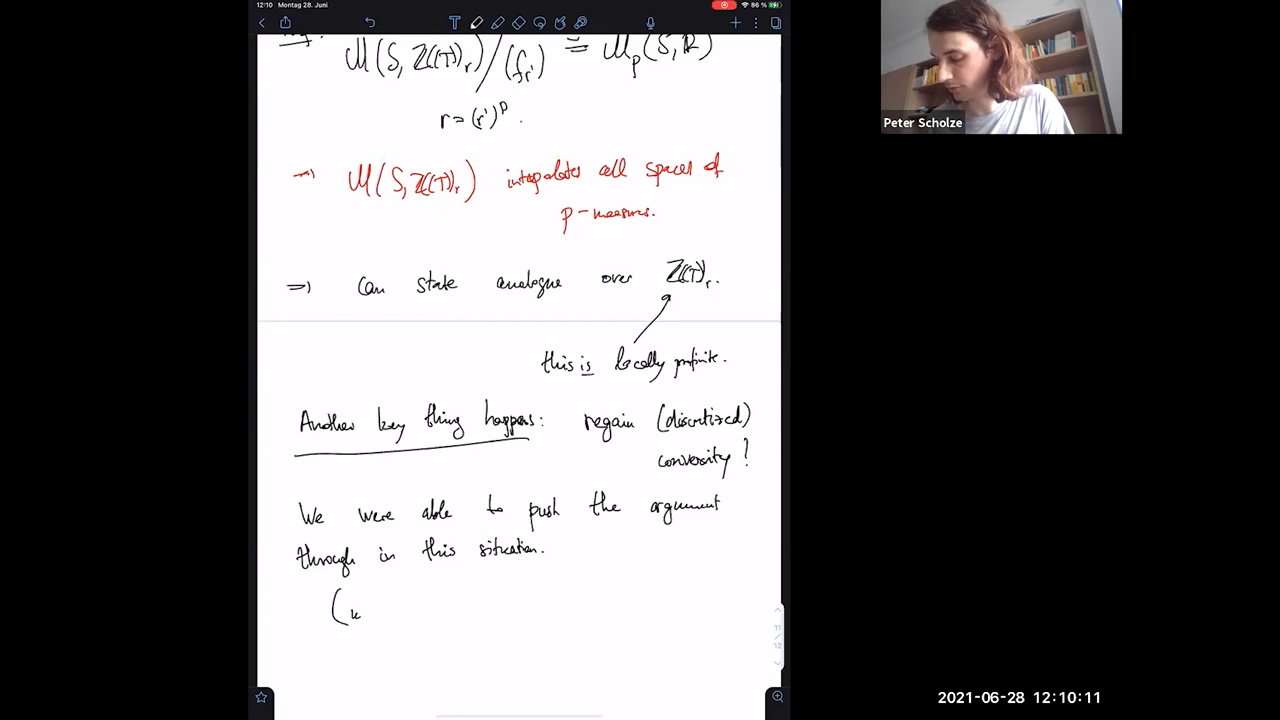 12:10 Montag 28. Juni
86 %
M(S, ℤ((T))_r)/(f_r') ≅ M_p(S, ℝ)
r = (r')^p.
→ M(S, ℤ((T))_r) interpolates all spaces of
p-measures.
⇒ can state analogue over ℤ((T))_r.
this is locally profinite.
Another key thing happens: regain (discretized)
convexity!
We were able to push the argument
through in this situation.
(
11
/
12
Peter Scholze
2021-06-28 12:10:11